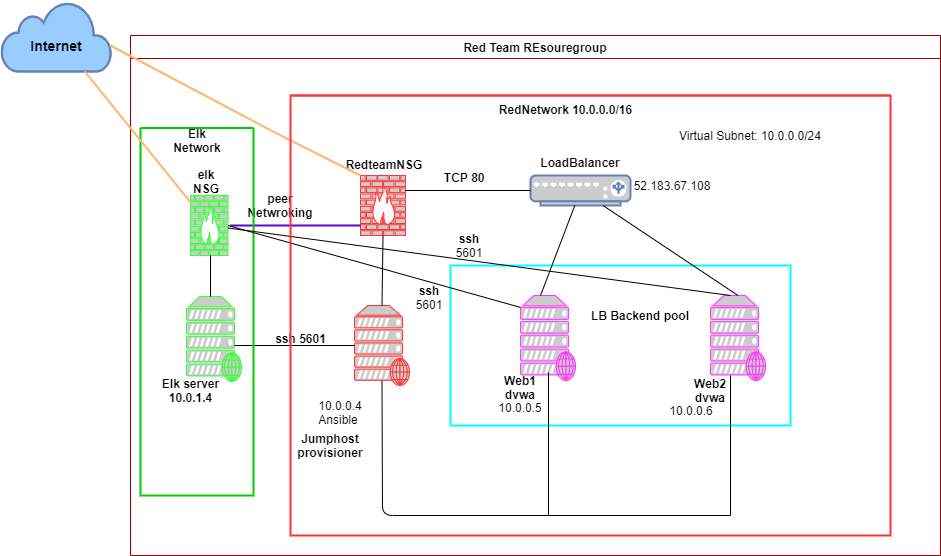 Internet
Red Team REsouregroup
RedNetwork 10.0.0.0/16
Virtual Subnet: 10.0.0.0/24
Elk
Network
elk
NSG
RedteamNSG
LoadBalancer
TCP 80
52.183.67.108
peer
Netwroking
ssh
5601
ssh
5601
LB Backend pool
ssh 5601
Elk server
10.0.1.4
Web1
dvwa
10.0.0.5
Web2
dvwa
10.0.0.6
10.0.0.4
Ansible
Jumphost
provisioner